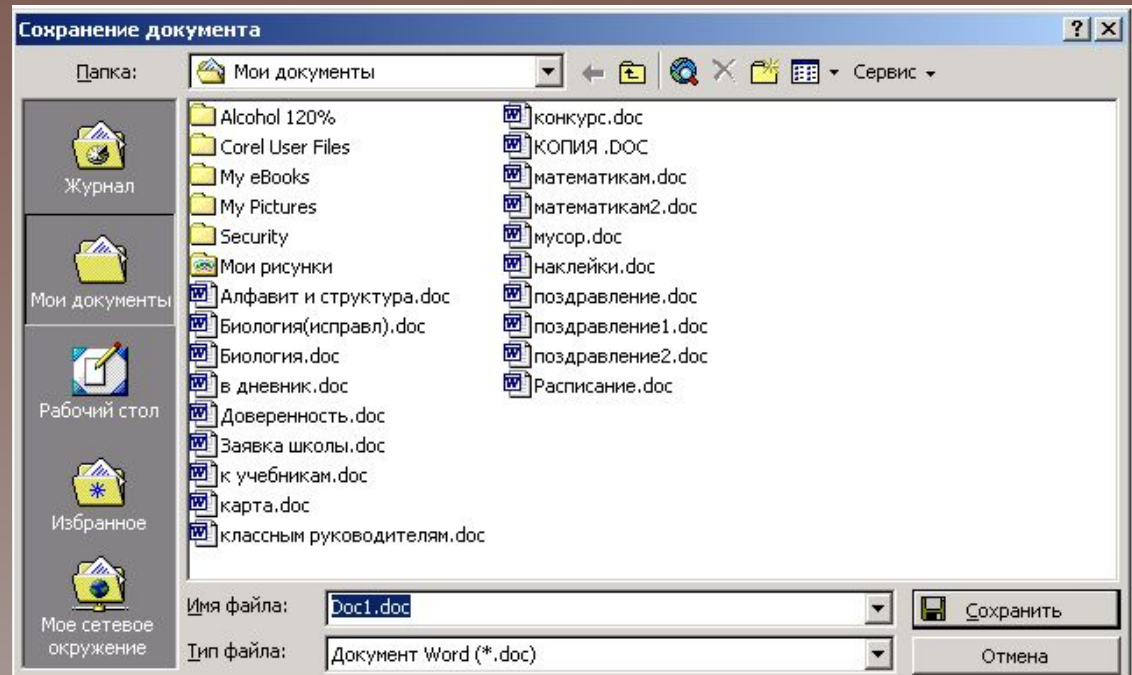 Сохранение документа
Папка:
Мои документы
Сервис
Журнал
Мои документы
Рабочий стол
Избранное
Мое сетевое
окружение
Alcohol 120%
Corel User Files
My eBooks
My Pictures
Security
Мои рисунки
Алфавит и структура.doc
Биология(исправл).doc
Биология.doc
в дневник.doc
Доверенность.doc
Заявка школы.doc
к учебникам.doc
карта.doc
классным руководителям.doc
конкурс.doc
КОПИЯ .DOC
математикам.doc
математикам2.doc
мусор.doc
наклейки.doc
поздравление.doc
поздравление1.doc
поздравление2.doc
Расписание.doc
Имя файла:
Doc1.doc
Сохранить
Тип файла:
Документ Word (*.doc)
Отмена